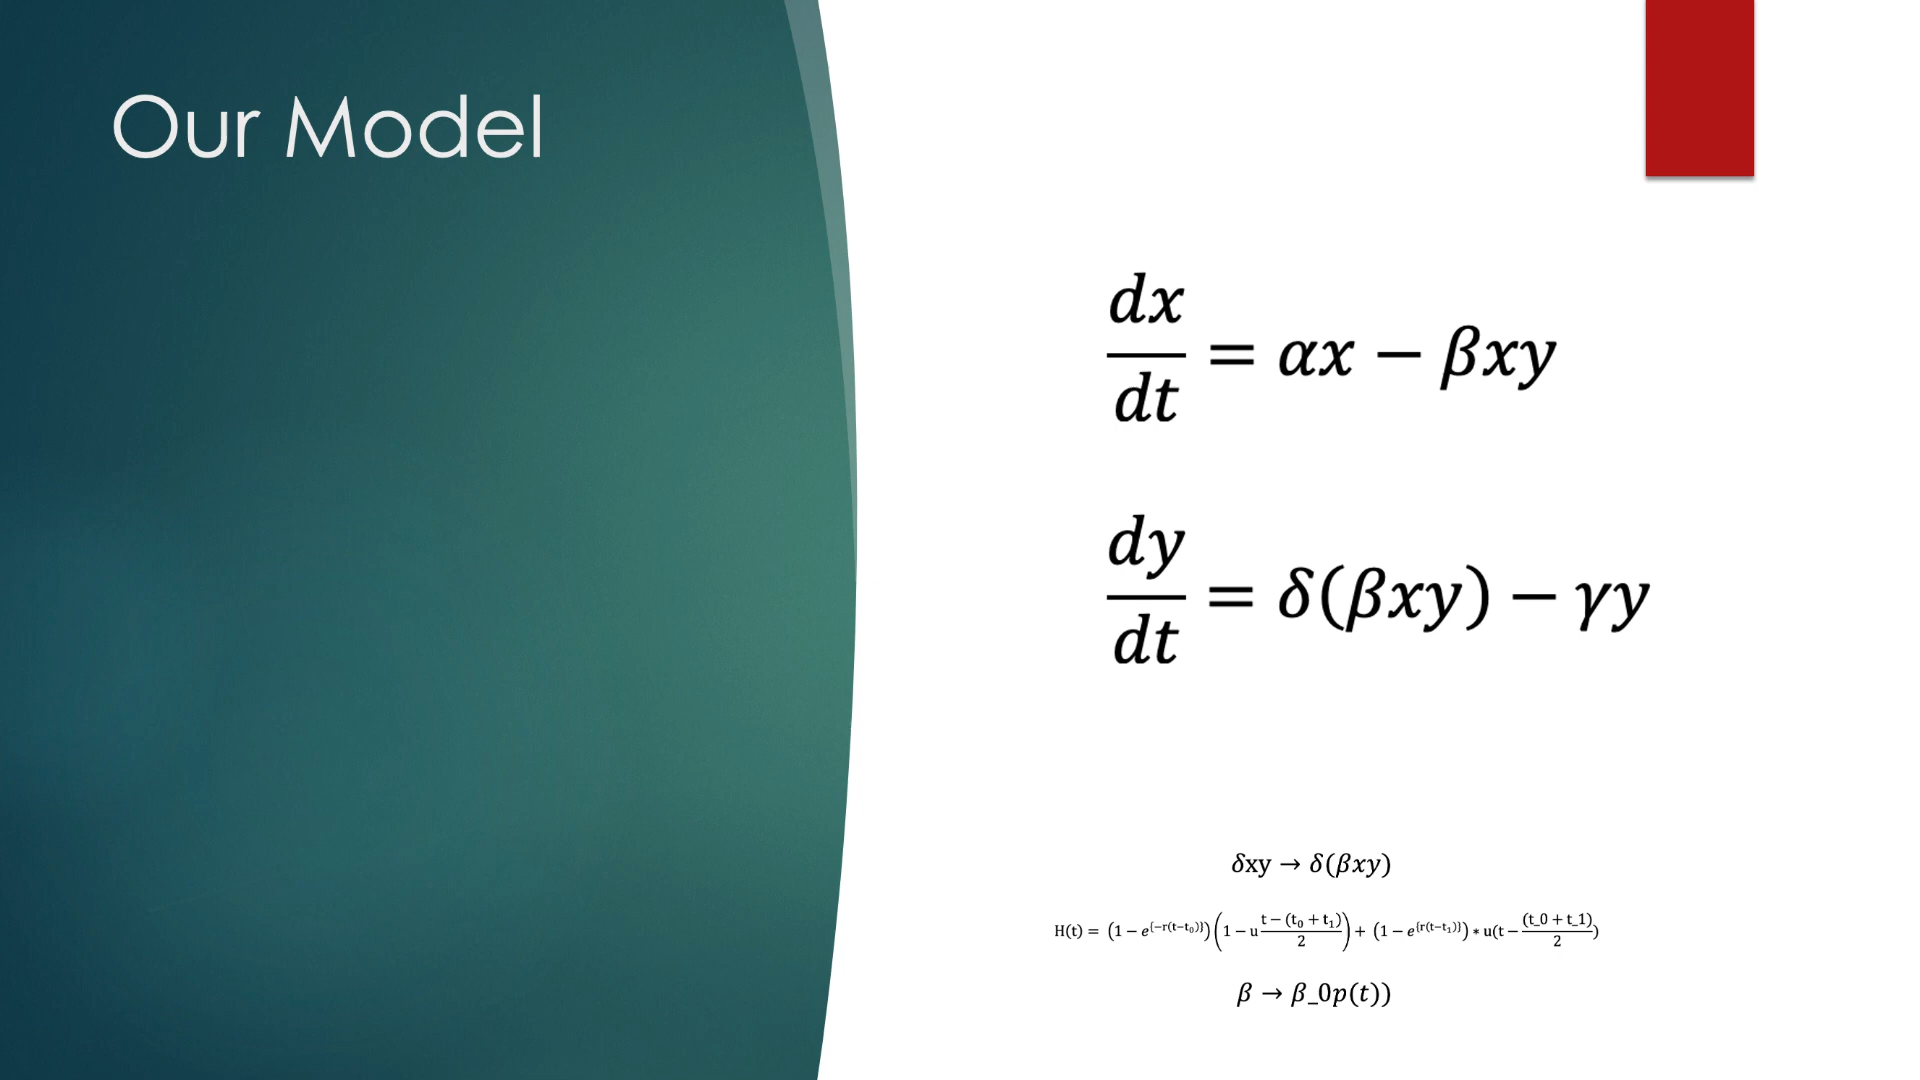 Our Model
dx/dt = αx − βxy
dy/dt = δ(βxy) − γy
δxy → δ(βxy)
H(t) = (1 − e^{−r(t−t₀)})(1 − u (t − (t₀ + t₁))/2) + (1 − e^{r(t−t₁)}) * u(t − (t_0 + t_1)/2)
β → β_0p(t))